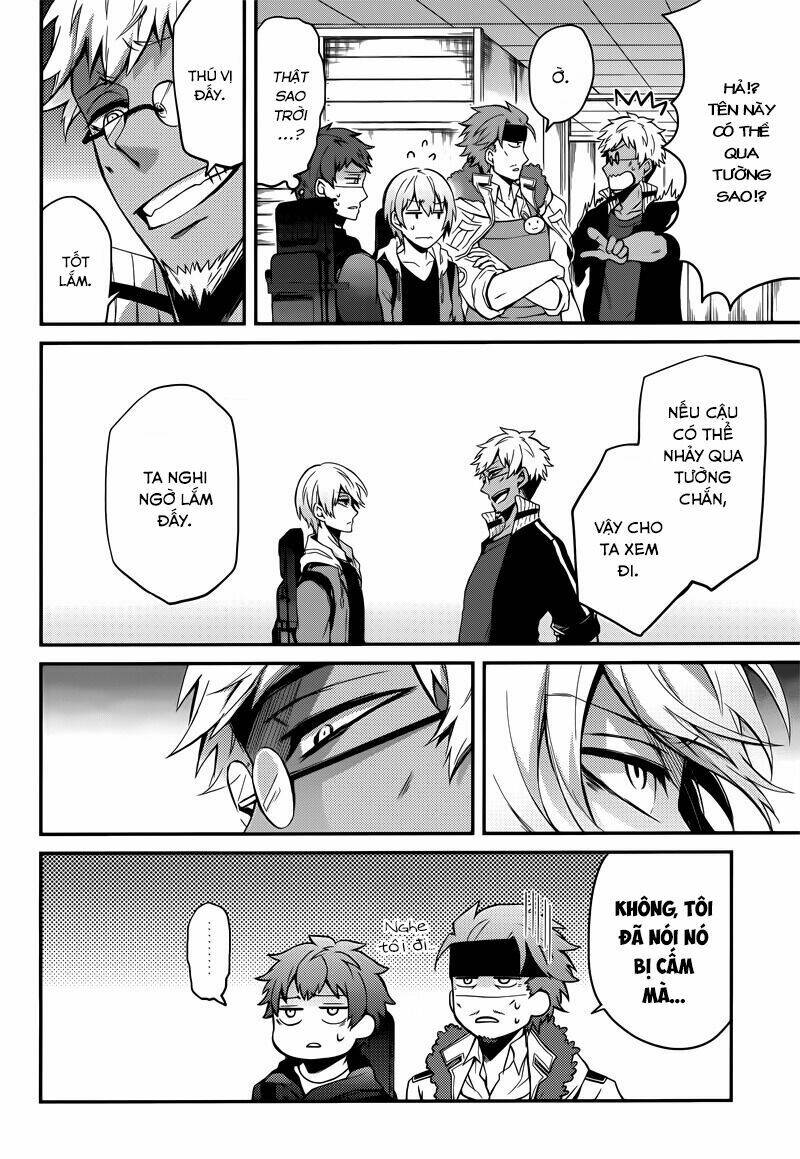 HẢ!?
TÊN NÀY
CÓ THỂ
QUA
TƯỜNG
SAO!?
Ờ.
THẬT
SAO
TRỜI
...?
THÚ VỊ
ĐẤY.
TỐT
LẮM.
NẾU CẬU
CÓ THỂ
NHẢY QUA
TƯỜNG
CHẮN,
VẬY CHO
TA XEM
ĐI.
TA NGHI
NGỜ LẮM
ĐẤY.
KHÔNG, TÔI
ĐÃ NÓI NÓ
BỊ CẤM
MÀ...
Nghe
tôi đi.
......